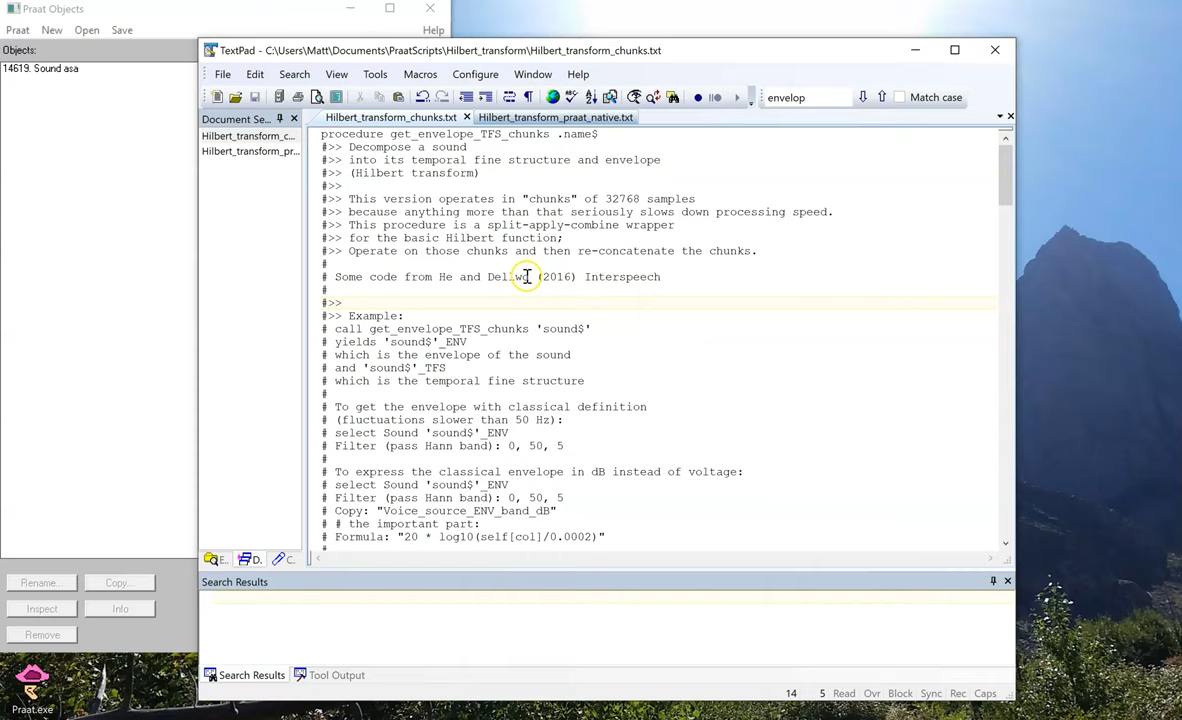 Praat Objects
Praat New Open Save Help
Objects:
14619. Sound asa
Rename... Copy...
Inspect Info
Remove
Praat.exe
TextPad - C:\Users\Matt\Documents\PraatScripts\Hilbert_transform\Hilbert_transform_chunks.txt
File Edit Search View Tools Macros Configure Window Help
envelop Match case
Document Se...
Hilbert_transform_c...
Hilbert_transform_pr...
E.. D. C.
Hilbert_transform_chunks.txt Hilbert_transform_praat_native.txt
procedure get_envelope_TFS_chunks .name$
#>> Decompose a sound
#>> into its temporal fine structure and envelope
#>> (Hilbert transform)
#>>
#>> This version operates in "chunks" of 32768 samples
#>> because anything more than that seriously slows down processing speed.
#>> This procedure is a split-apply-combine wrapper
#>> for the basic Hilbert function;
#>> Operate on those chunks and then re-concatenate the chunks.
#
# Some code from He and Dellwo (2016) Interspeech
#
#>>
#>> Example:
# call get_envelope_TFS_chunks 'sound$'
# yields 'sound$'_ENV
# which is the envelope of the sound
# and 'sound$'_TFS
# which is the temporal fine structure
#
# To get the envelope with classical definition
# (fluctuations slower than 50 Hz):
# select Sound 'sound$'_ENV
# Filter (pass Hann band): 0, 50, 5
#
# To express the classical envelope in dB instead of voltage:
# select Sound 'sound$'_ENV
# Filter (pass Hann band): 0, 50, 5
# Copy: "Voice_source_ENV_band_dB"
# # the important part:
# Formula: "20 * log10(self[col]/0.0002)"
#
Search Results
Search Results Tool Output
14 5 Read Ovr Block Sync Rec Caps